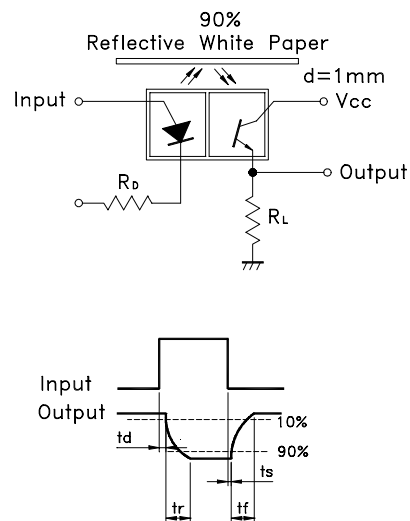 90%
Reflective White Paper
d=1mm
Input
Vcc
RD
Output
RL
Input
Output
10%
td
90%
ts
tr
tf